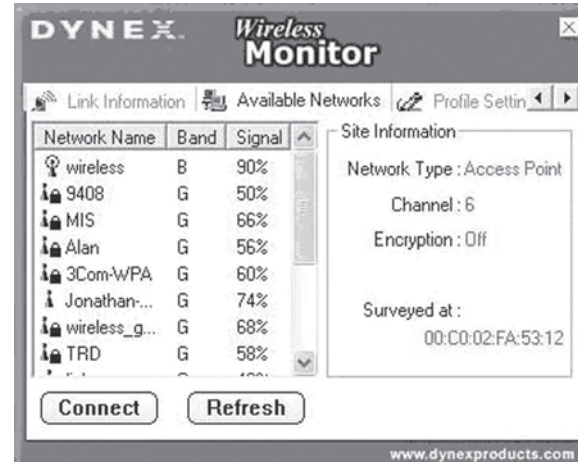 DYNEX
Wireless
Monitor
Link Information Available Networks Profile Settin
Network Name Band Signal
wireless B 90%
9408 G 50%
MIS G 66%
Alan G 56%
3Com-WPA G 60%
Jonathan-... G 74%
wireless_g... G 68%
TRD G 58%
Site Information
Network Type : Access Point
Channel : 6
Encryption : Off
Surveyed at :
00:C0:02:FA:53:12
Connect Refresh
www.dynexproducts.com